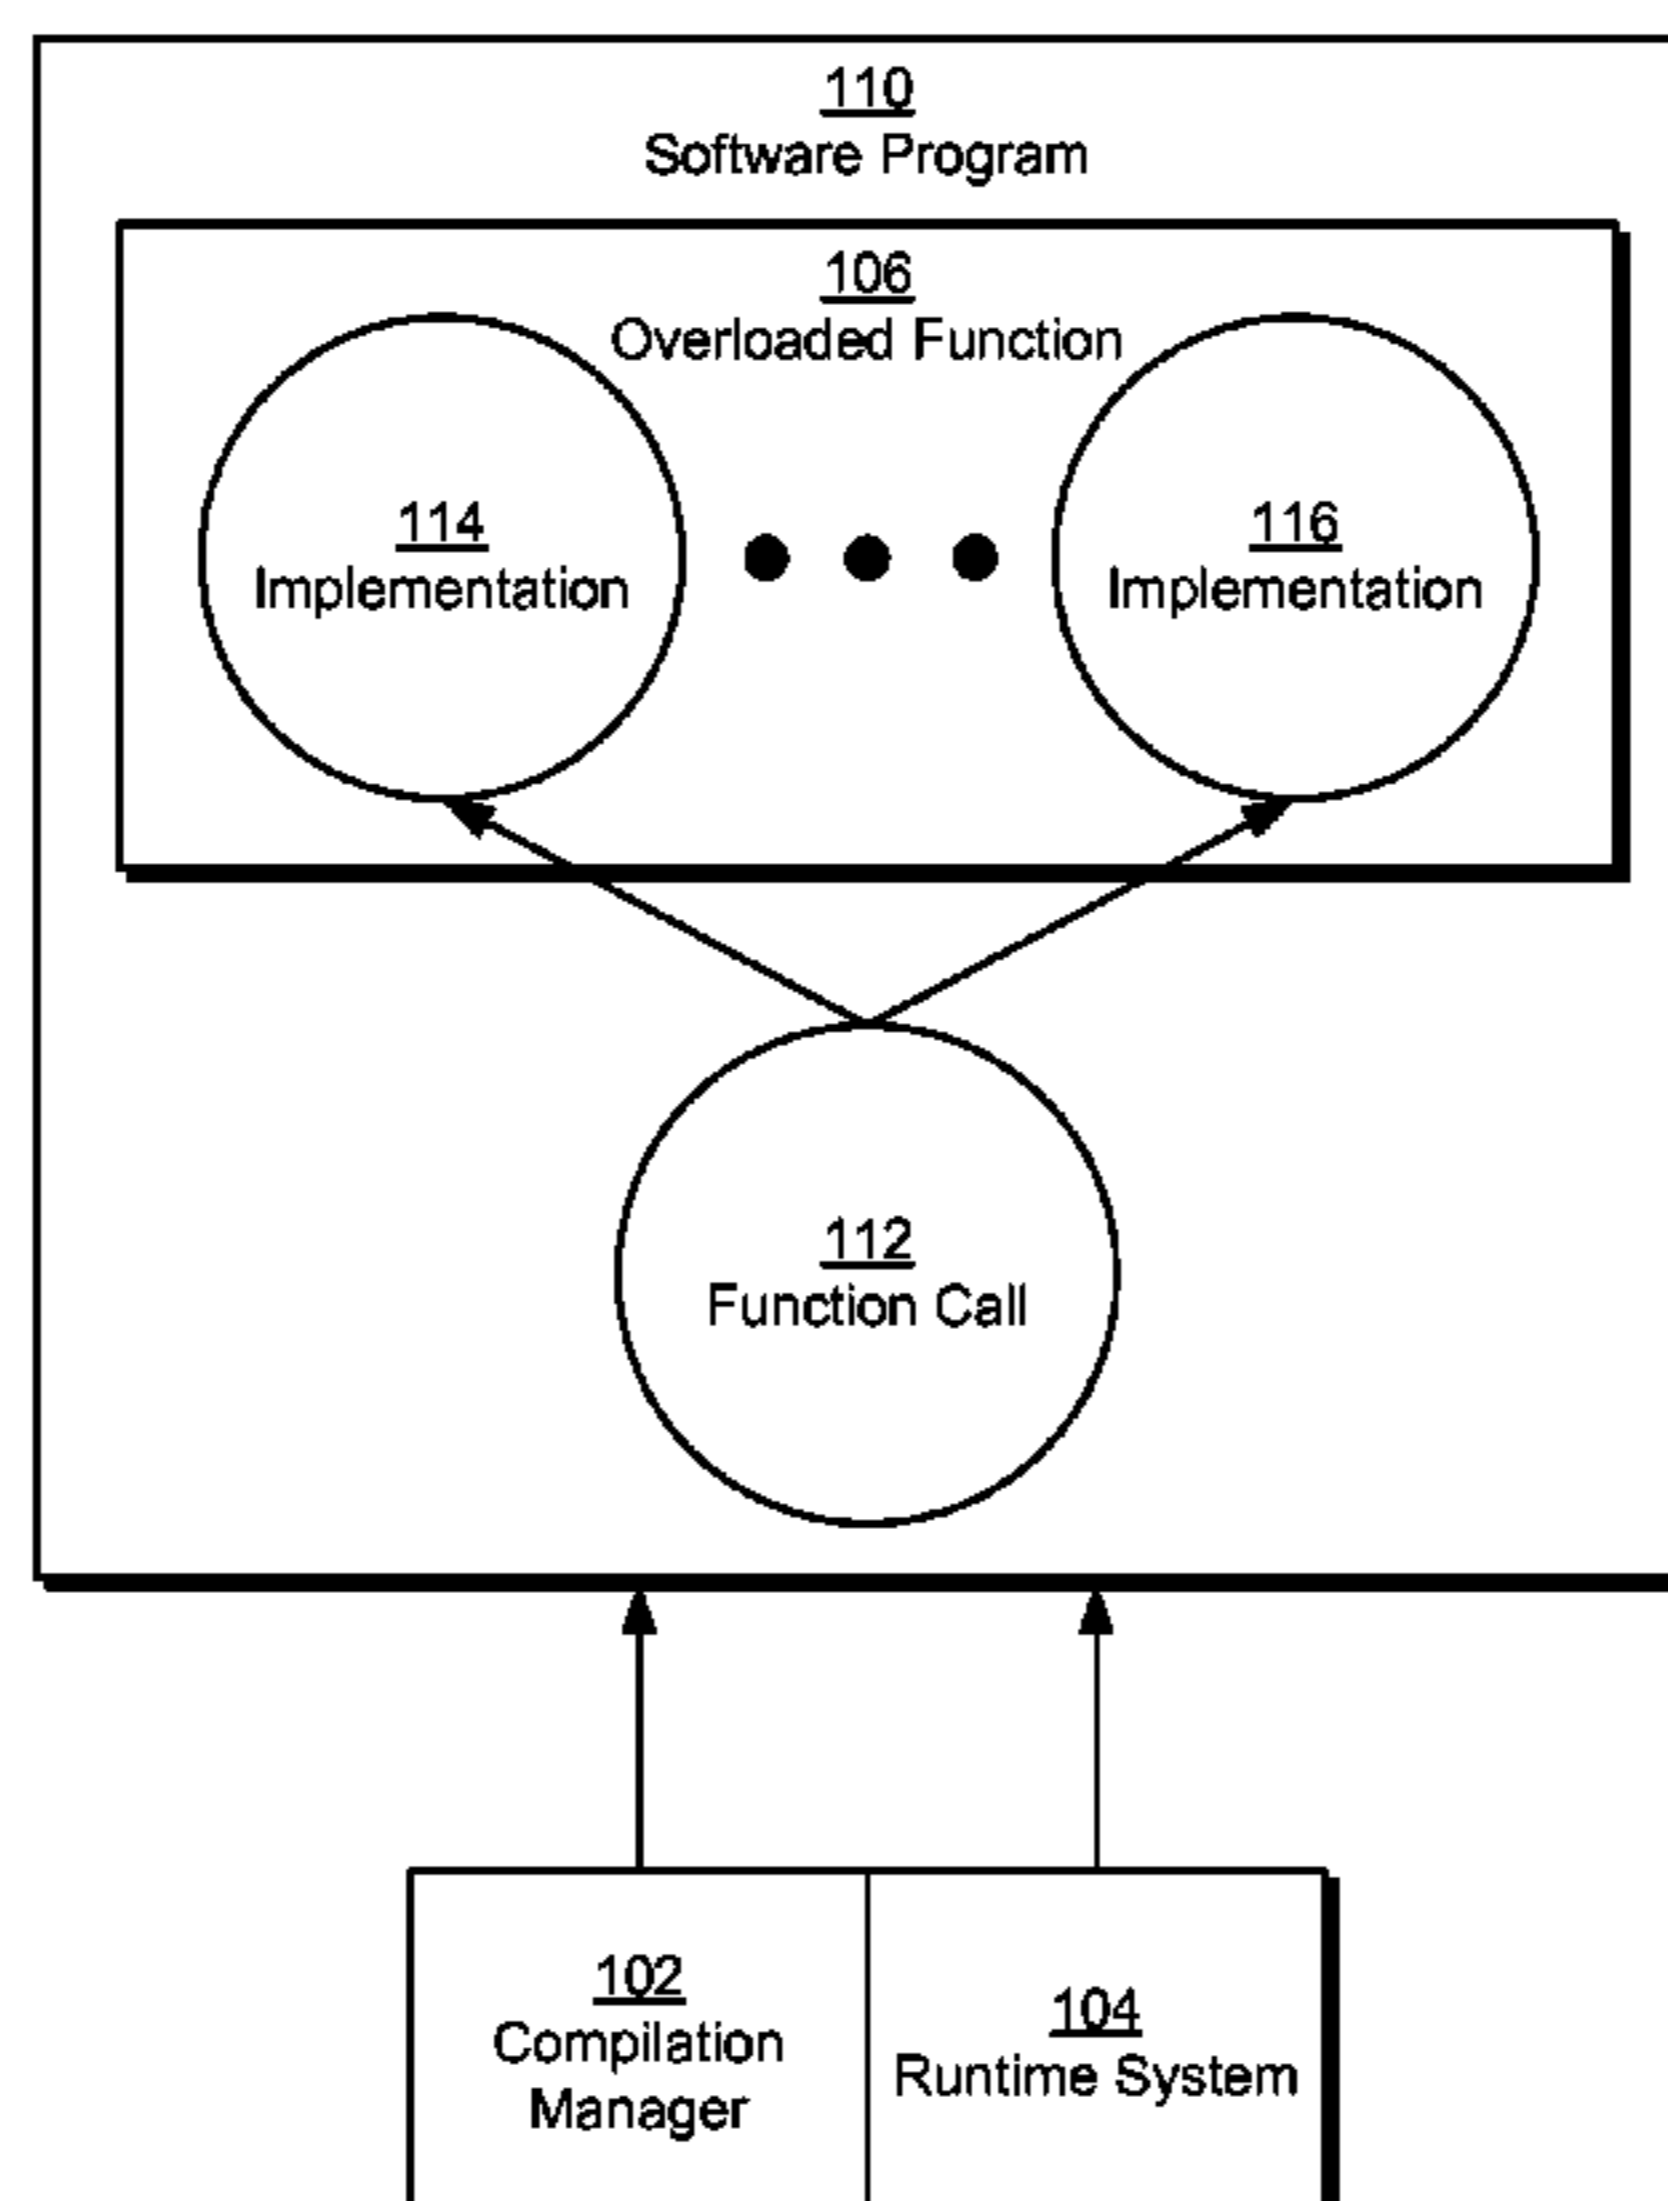 110
Software Program
106
Overloaded Function
114
Implementation
116
Implementation
112
Function Call
102
Compilation
Manager
104
Runtime System